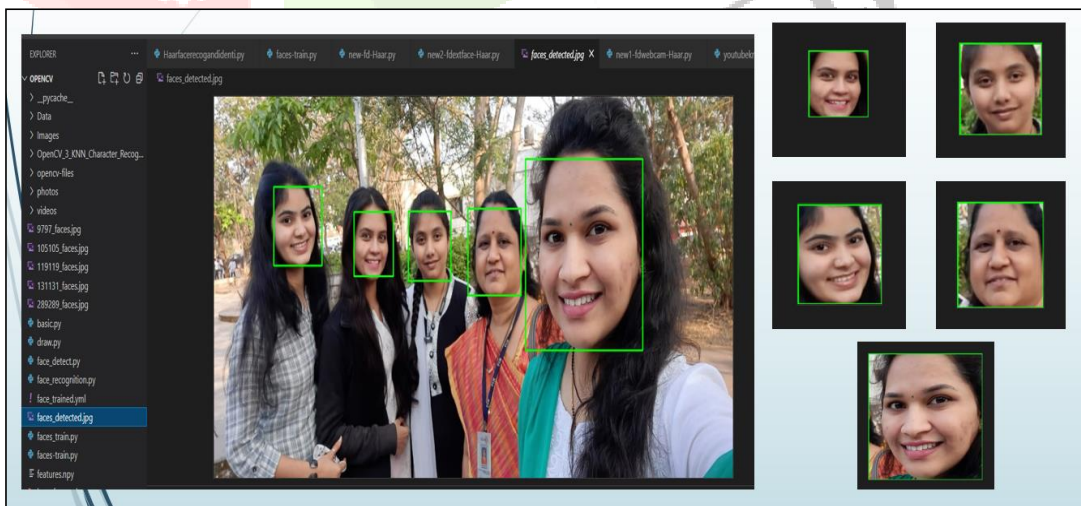 EXPLORER
Haarfacerecogandidenti.py
faces-train.py
new-fd-Haar.py
new2-fdextface-Haar.py
faces_detected.jpg X
new1-fdwebcam-Haar.py
OPENCV
faces_detected.jpg
__pycache__
Data
Images
OpenCV_3_KNN_Character_Recog...
opencv-files
photos
videos
9797_faces.jpg
105105_faces.jpg
119119_faces.jpg
131131_faces.jpg
289289_faces.jpg
basic.py
draw.py
face_detect.py
face_recognition.py
face_trained.yml
faces_detected.jpg
faces_train.py
faces-train.py
features.npy